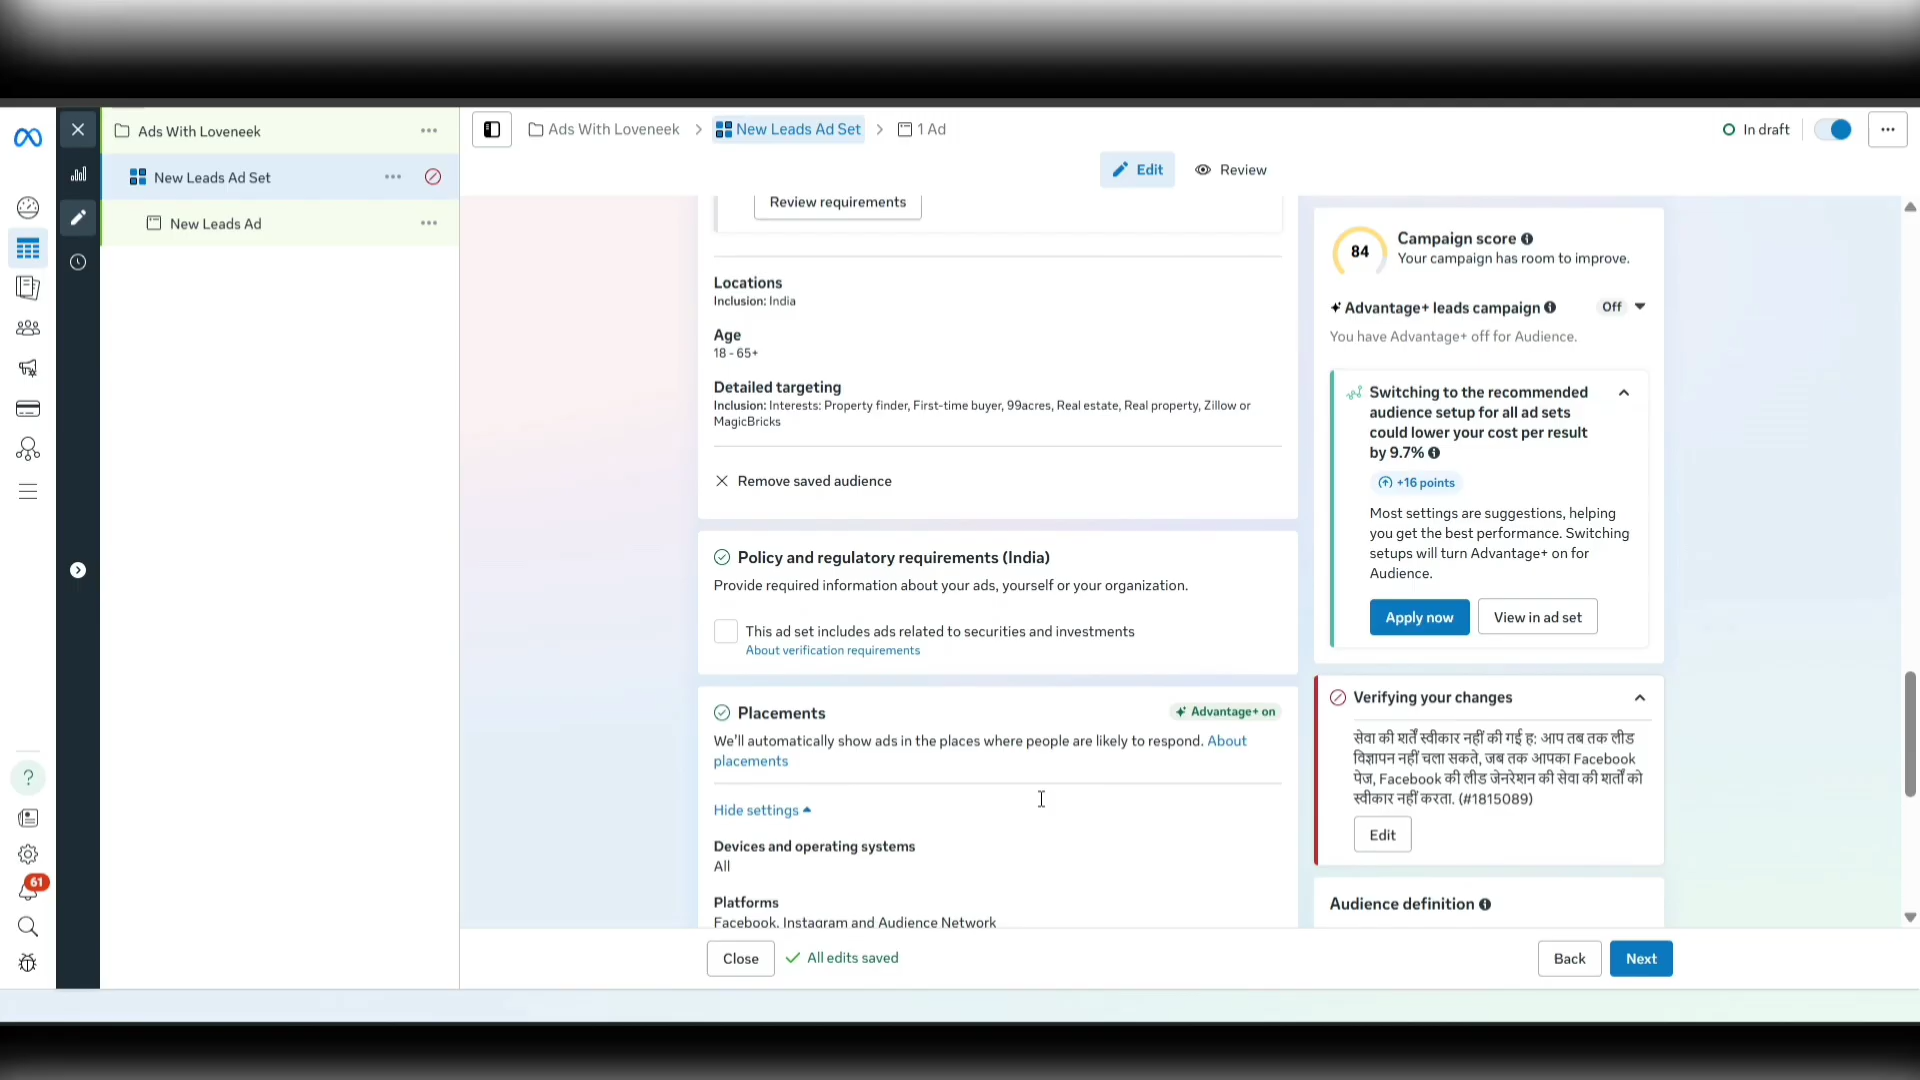 Ads With Loveneek
New Leads Ad Set
New Leads Ad
61
Ads With Loveneek
New Leads Ad Set
1 Ad
In draft
Edit
Review
Review requirements
Locations
Inclusion: India
Age
18 - 65+
Detailed targeting
Inclusion: Interests: Property finder, First-time buyer, 99acres, Real estate, Real property, Zillow or
MagicBricks
Remove saved audience
Policy and regulatory requirements (India)
Provide required information about your ads, yourself or your organization.
This ad set includes ads related to securities and investments
About verification requirements
Placements
Advantage+ on
We'll automatically show ads in the places where people are likely to respond. About
placements
Hide settings
Devices and operating systems
All
Platforms
Facebook, Instagram and Audience Network
84
Campaign score
Your campaign has room to improve.
Advantage+ leads campaign
Off
You have Advantage+ off for Audience.
Switching to the recommended
audience setup for all ad sets
could lower your cost per result
by 9.7%
+16 points
Most settings are suggestions, helping
you get the best performance. Switching
setups will turn Advantage+ on for
Audience.
Apply now
View in ad set
Verifying your changes
सेवा की शर्तें स्वीकार नहीं की गई ह: आप तब तक लीड
विज्ञापन नहीं चला सकते, जब तक आपका Facebook
पेज, Facebook की लीड जेनरेशन की सेवा की शर्तों को
स्वीकार नहीं करता. (#1815089)
Edit
Audience definition
Close
All edits saved
Back
Next